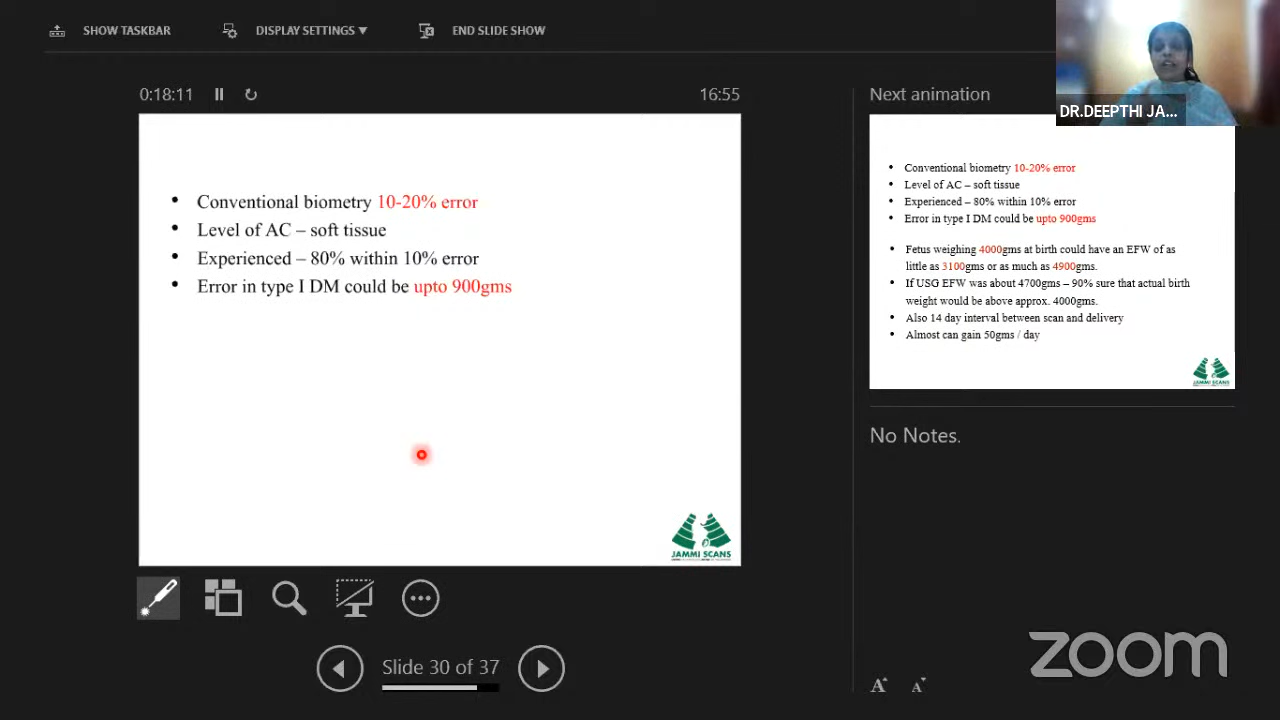 SHOW TASKBAR
DISPLAY SETTINGS ▼
END SLIDE SHOW
0:18:11
16:55
Next animation
DR.DEEPTHI JA...
• Conventional biometry 10-20% error
• Level of AC – soft tissue
• Experienced – 80% within 10% error
• Error in type I DM could be upto 900gms
JAMMI SCANS
• Conventional biometry 10-20% error
• Level of AC – soft tissue
• Experienced – 80% within 10% error
• Error in type I DM could be upto 900gms
• Fetus weighing 4000gms at birth could have an EFW of as
little as 3100gms or as much as 4900gms.
• If USG EFW was about 4700gms – 90% sure that actual birth
weight would be above approx. 4000gms.
• Also 14 day interval between scan and delivery
• Almost can gain 50gms / day
JAMMI SCANS
No Notes.
Slide 30 of 37
zoom
A A